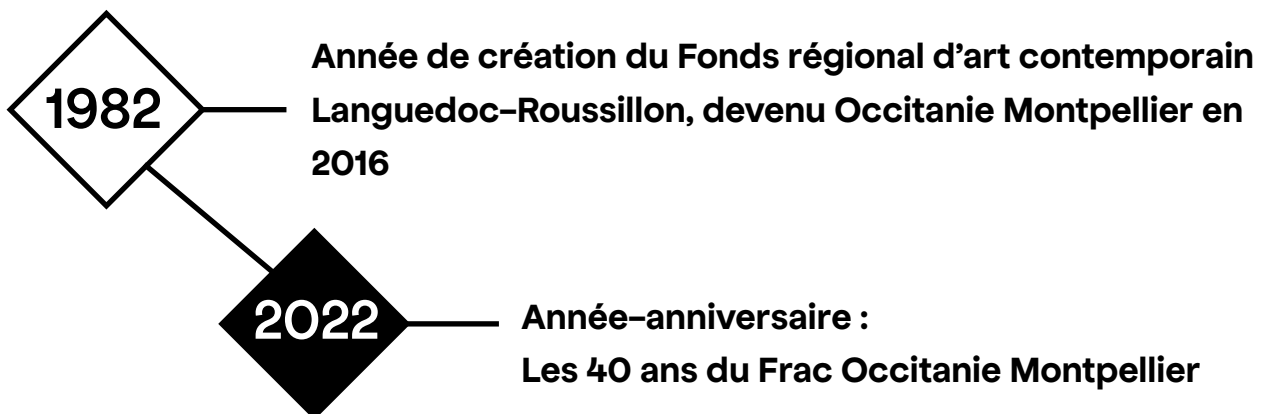 1982
Année de création du Fonds régional d’art contemporain
Languedoc–Roussillon, devenu Occitanie Montpellier en
2016
2022
Année–anniversaire :
Les 40 ans du Frac Occitanie Montpellier